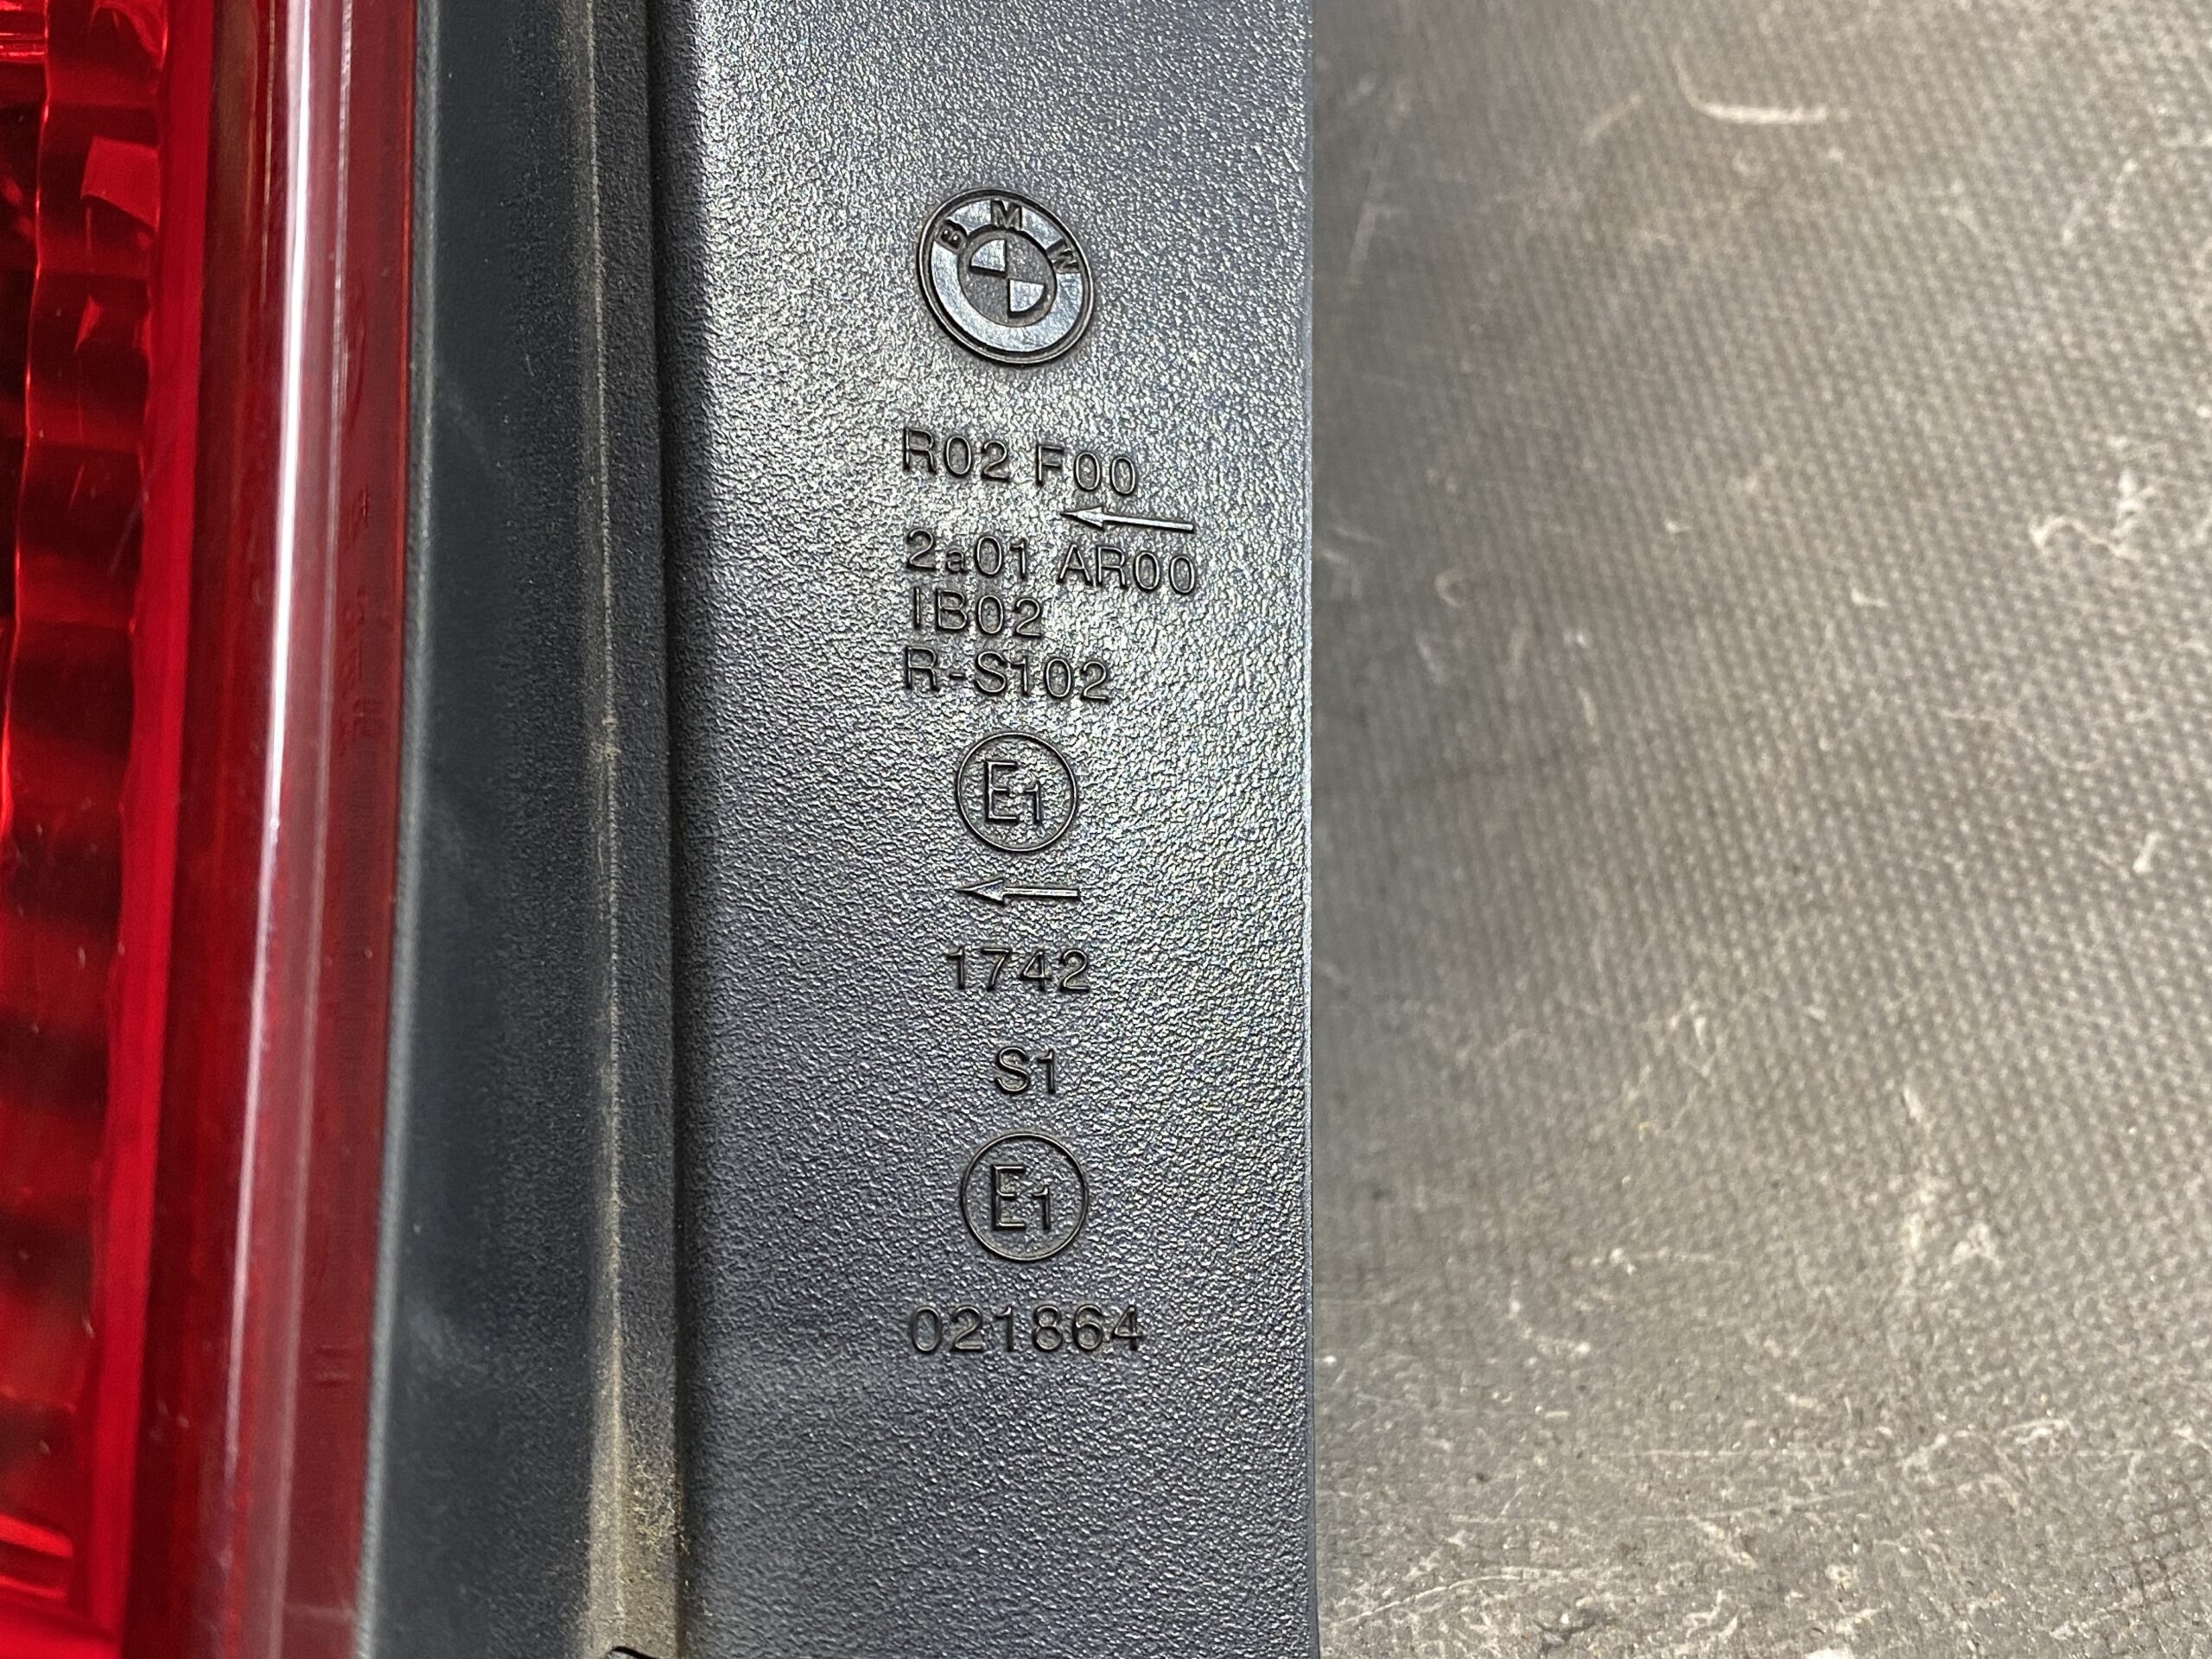 BMW
R02 F00
2a01 AR00
IB02
R-S102
E1
1742
S1
E1
021864